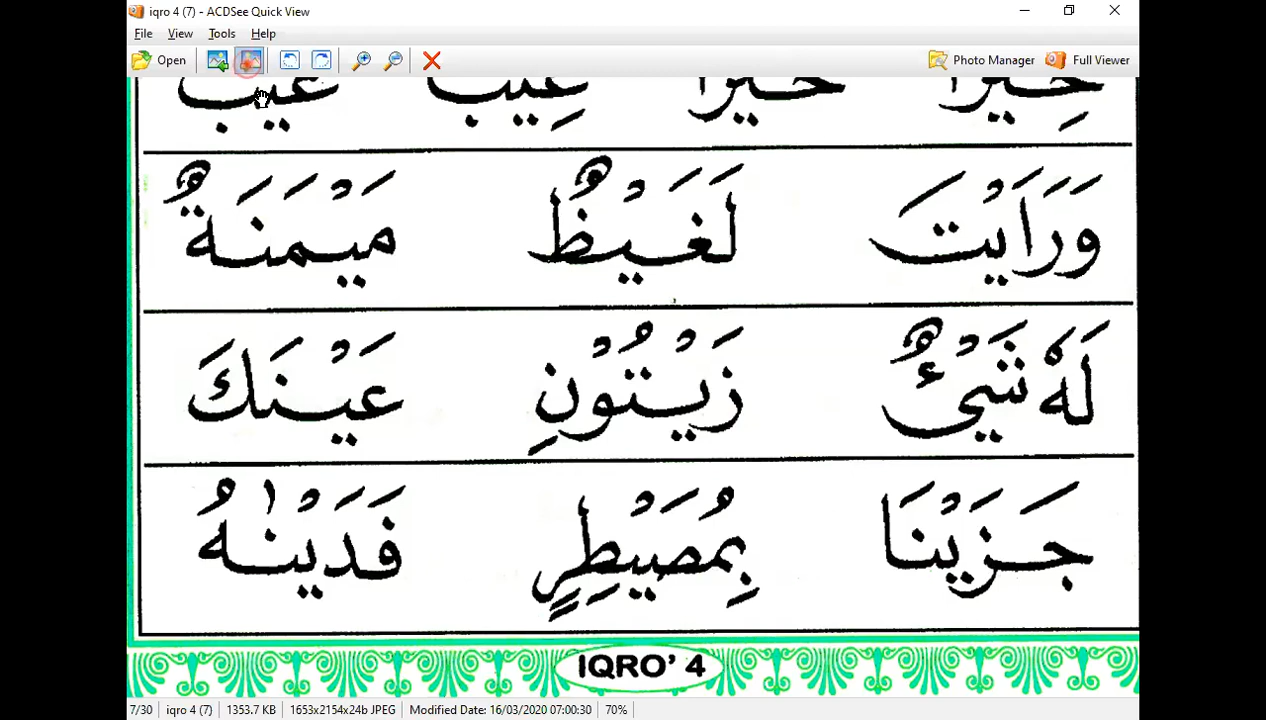 iqro 4 (7) - ACDSee Quick View
File View Tools Help
Open Photo Manager Full Viewer
وَرَاَيْتَ لَغَيْظٌ مَيْمَنَةٌ
لَهٗ شَيْءٌ زَيْتُوْنِ عَيْنَكَ
جَزَيْنَا بِمُصَيْطِرٍ فَدَيْنٰهُ
IQRO' 4
7/30 iqro 4 (7) 1353.7 KB 1653x2154x24b JPEG Modified Date: 16/03/2020 07:00:30 70%